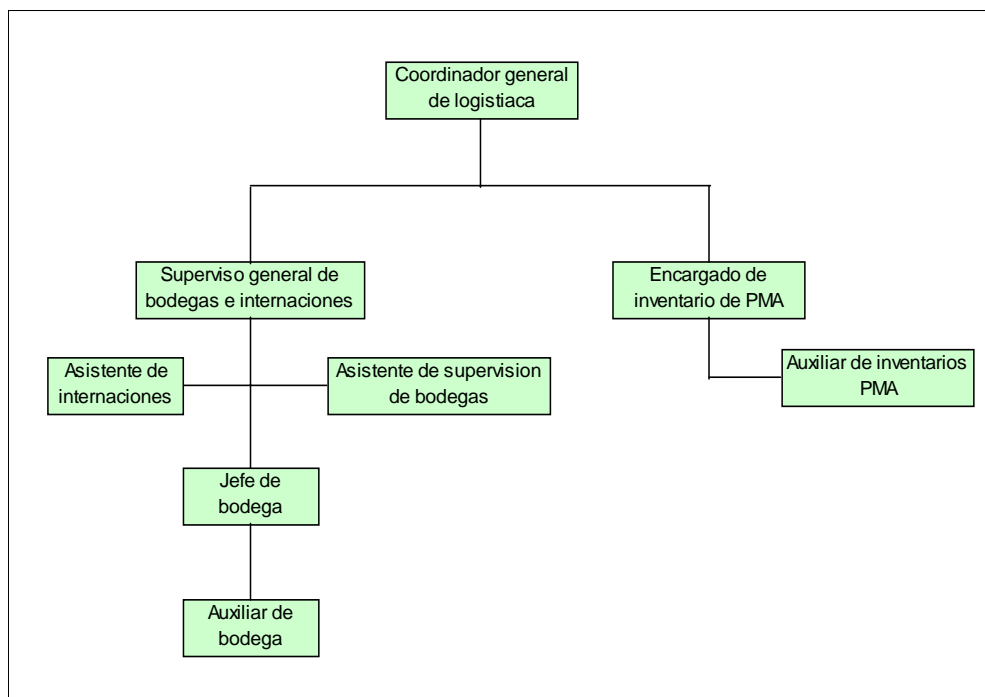 Coordinador general
de logistiaca
Superviso general de
bodegas e internaciones
Encargado de
inventario de PMA
Asistente de
internaciones
Asistente de supervision
de bodegas
Auxiliar de inventarios
PMA
Jefe de
bodega
Auxiliar de
bodega